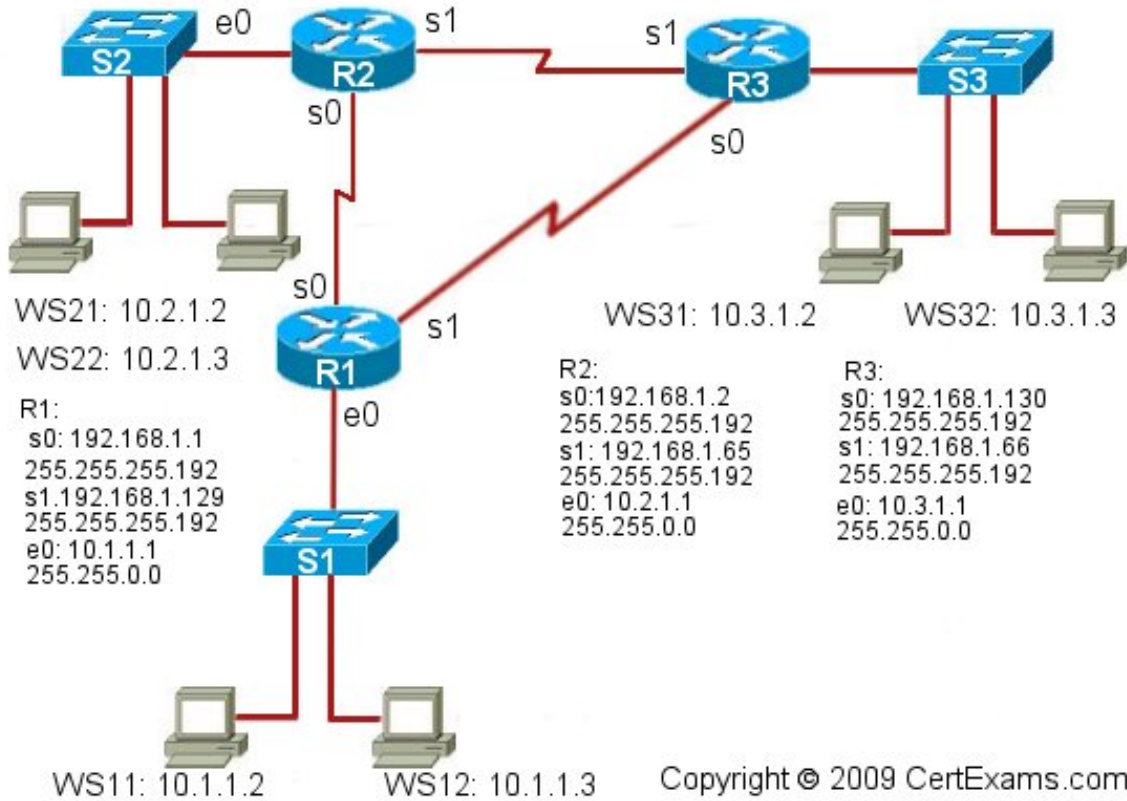 e0
S2
R2
s1
s1
R3
S3
s0
s0
WS21: 10.2.1.2
WS22: 10.2.1.3
s0
s1
R1
e0
WS31: 10.3.1.2
WS32: 10.3.1.3
R1:
s0: 192.168.1.1
255.255.255.192
s1.192.168.1.129
255.255.255.192
e0: 10.1.1.1
255.255.0.0
R2:
s0:192.168.1.2
255.255.255.192
s1: 192.168.1.65
255.255.255.192
e0: 10.2.1.1
255.255.0.0
R3:
s0: 192.168.1.130
255.255.255.192
s1: 192.168.1.66
255.255.255.192
e0: 10.3.1.1
255.255.0.0
S1
WS11: 10.1.1.2
WS12: 10.1.1.3
Copyright © 2009 CertExams.com